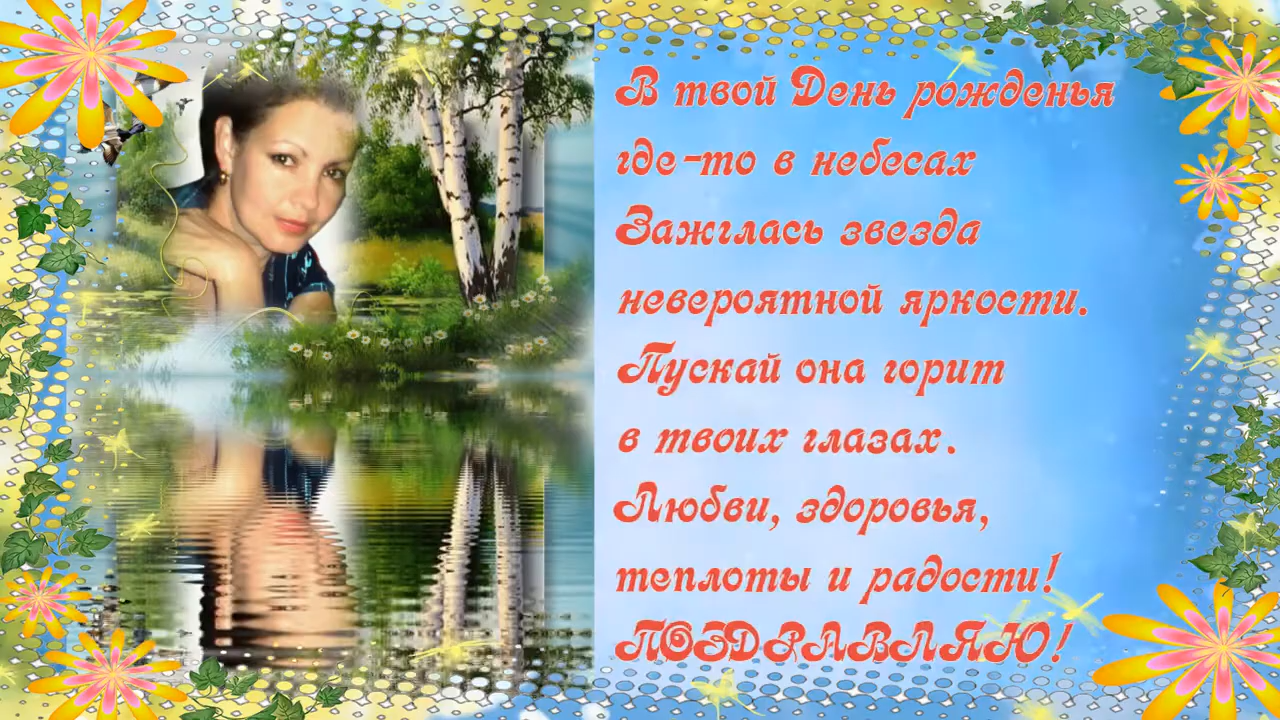 В твой День рожденья
где-то в небесах
Зажглась звезда
невероятной яркости.
Пускай она горит
в твоих глазах.
Любви, здоровья,
теплоты и радости!
ПОЗДРАВЛЯЮ!